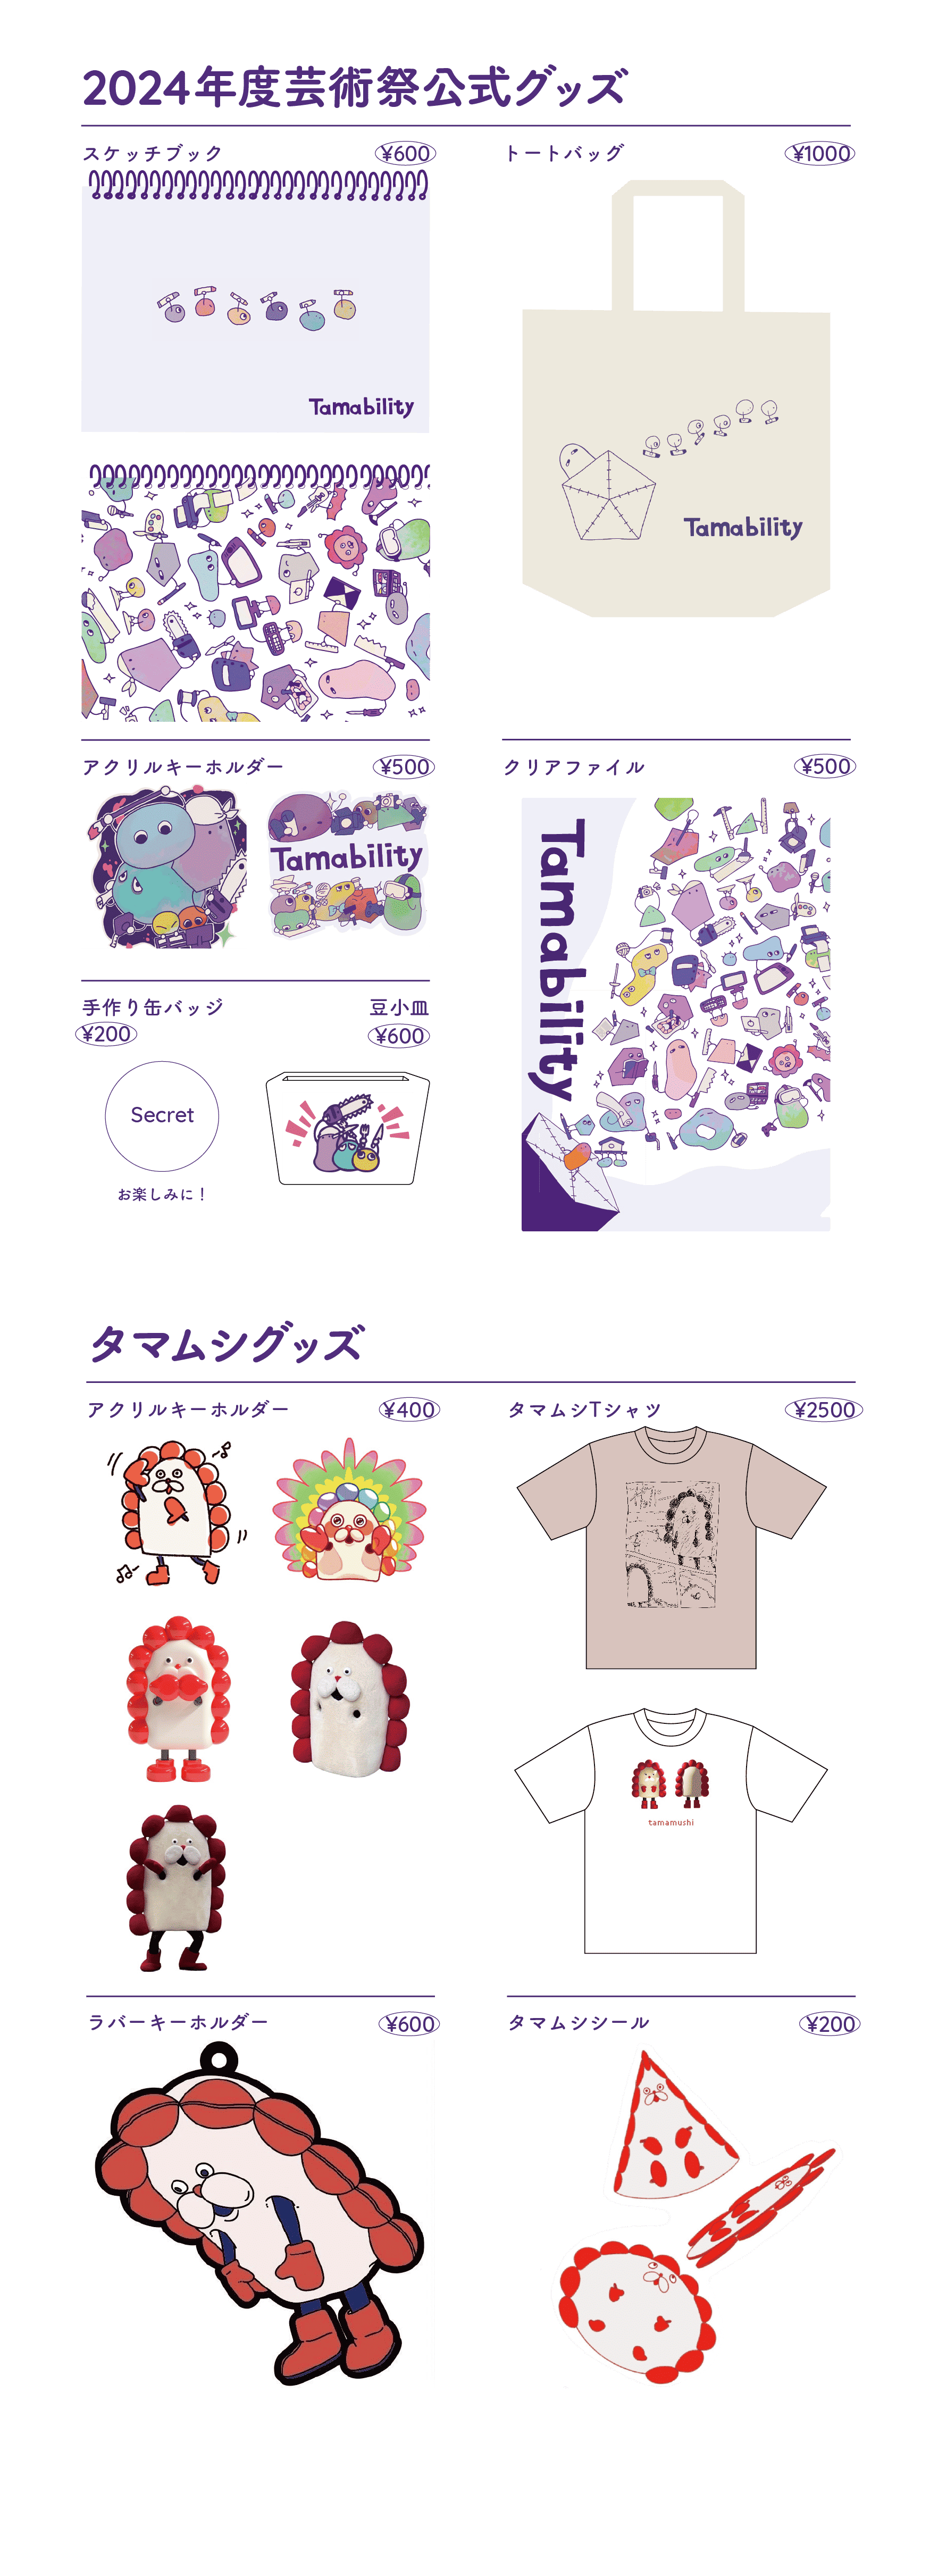 2024年度芸術祭公式グッズ
スケッチブック ¥600
Tamability
トートバッグ ¥1000
Tamability
アクリルキーホルダー ¥500
Tamability
クリアファイル ¥500
Tamability
手作り缶バッジ
¥200
Secret
お楽しみに！
豆小皿
¥600
タマムシグッズ
アクリルキーホルダー ¥400
タマムシTシャツ ¥2500
tamamushi
ラバーキーホルダー ¥600
タマムシシール ¥200